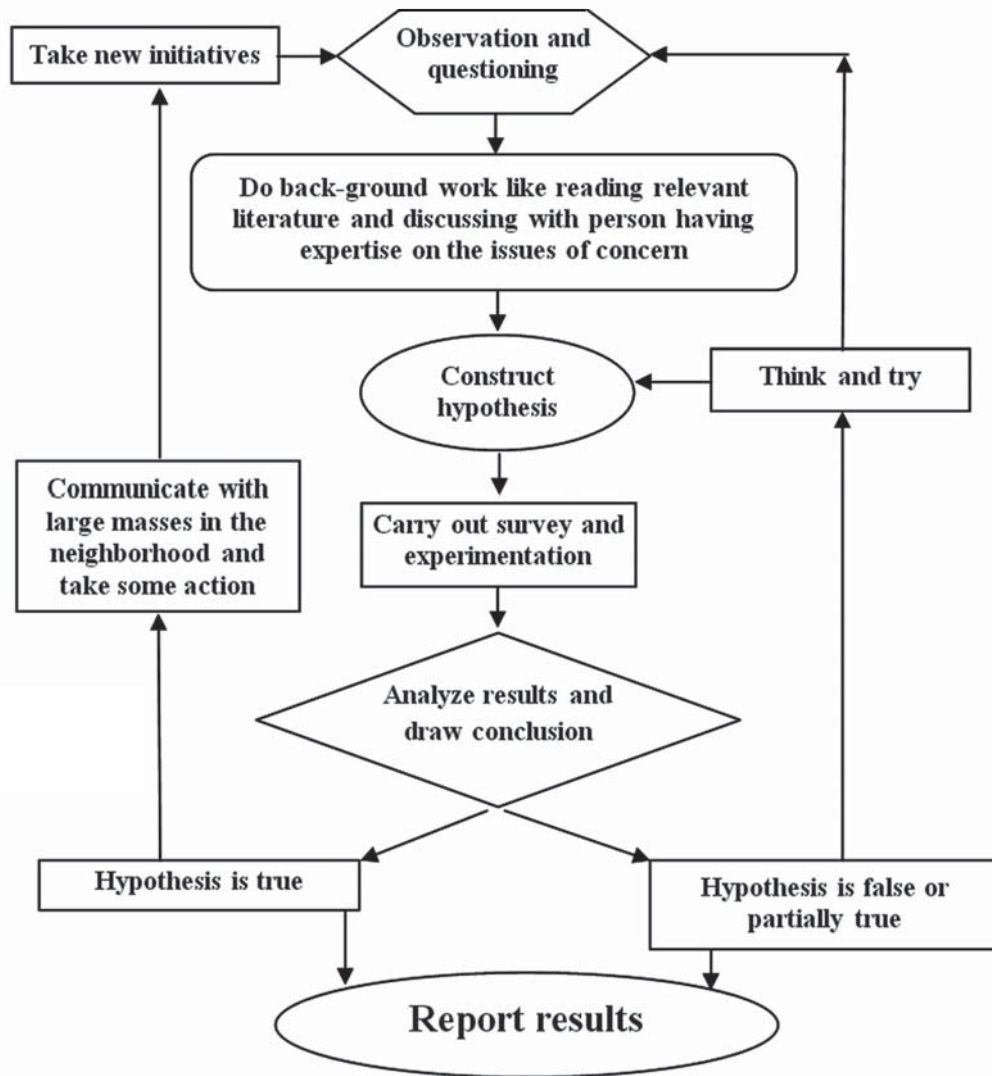 Take new initiatives
Observation and
questioning
Do back-ground work like reading relevant
literature and discussing with person having
expertise on the issues of concern
Construct
hypothesis
Think and try
Communicate with
large masses in the
neighborhood and
take some action
Carry out survey and
experimentation
Analyze results and
draw conclusion
Hypothesis is true
Hypothesis is false or
partially true
Report results